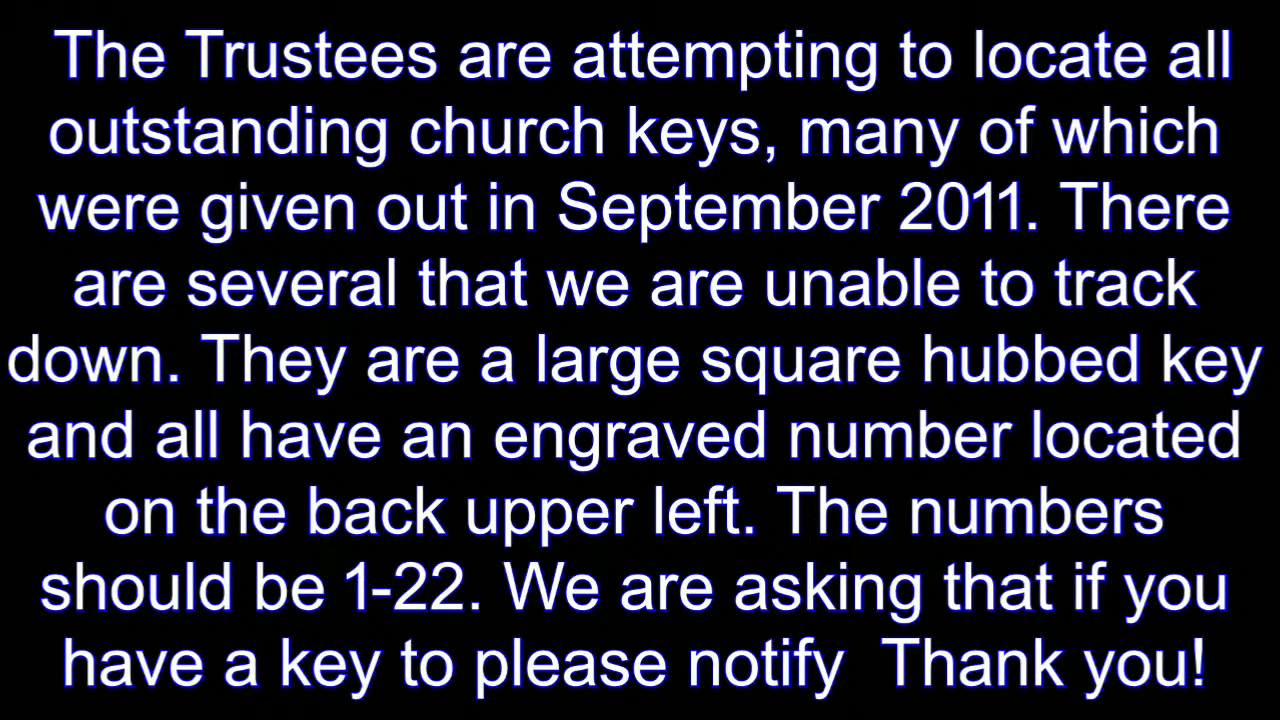 The Trustees are attempting to locate all
outstanding church keys, many of which
were given out in September 2011. There
are several that we are unable to track
down. They are a large square hubbed key
and all have an engraved number located
on the back upper left. The numbers
should be 1-22. We are asking that if you
have a key to please notify  Thank you!